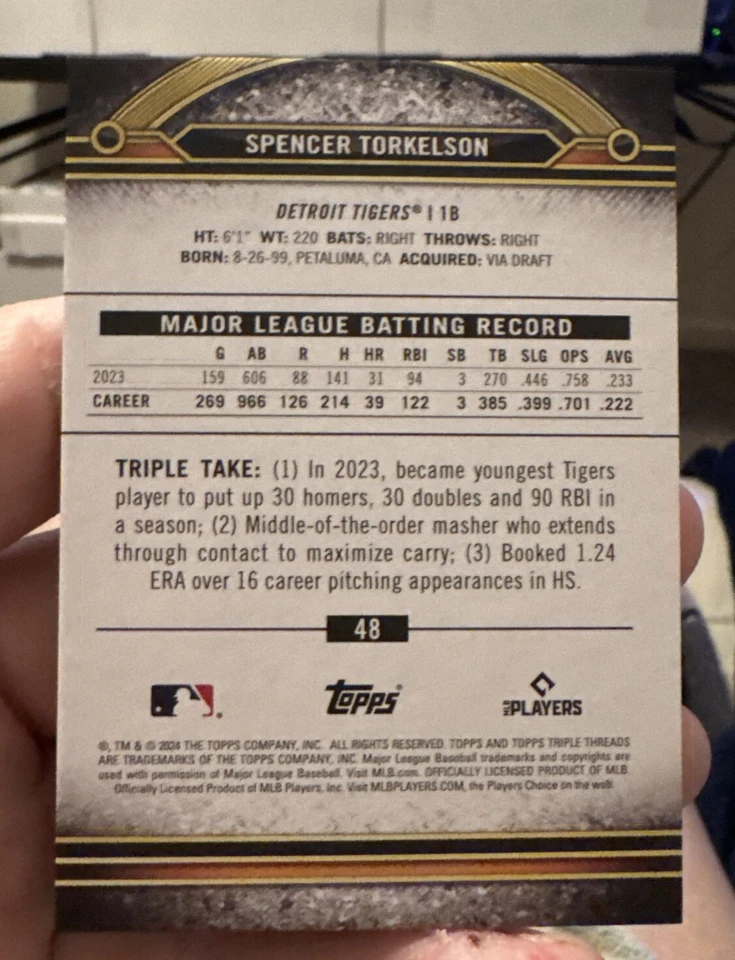 SPENCER TORKELSON
DETROIT TIGERS® | 1B
HT: 6'1" WT: 220 BATS: RIGHT THROWS: RIGHT
BORN: 8-26-99, PETALUMA, CA ACQUIRED: VIA DRAFT
MAJOR LEAGUE BATTING RECORD
G AB R H HR RBI SB TB SLG OPS AVG
2023 159 606 88 141 31 94 3 270 .446 .758 .233
CAREER 269 966 126 214 39 122 3 385 .399 .701 .222
TRIPLE TAKE: (1) In 2023, became youngest Tigers
player to put up 30 homers, 30 doubles and 90 RBI in
a season; (2) Middle-of-the-order masher who extends
through contact to maximize carry; (3) Booked 1.24
ERA over 16 career pitching appearances in HS.
48
Topps®
MLB PLAYERS
®, TM & © 2024 THE TOPPS COMPANY, INC. ALL RIGHTS RESERVED. TOPPS AND TOPPS TRIPLE THREADS
ARE TRADEMARKS OF THE TOPPS COMPANY, INC. Major League Baseball trademarks and copyrights are
used with permission of Major League Baseball. Visit MLB.com. OFFICIALLY LICENSED PRODUCT OF MLB
Officially Licensed Product of MLB Players, Inc. Visit MLBPLAYERS.COM, the Players Choice on the web.